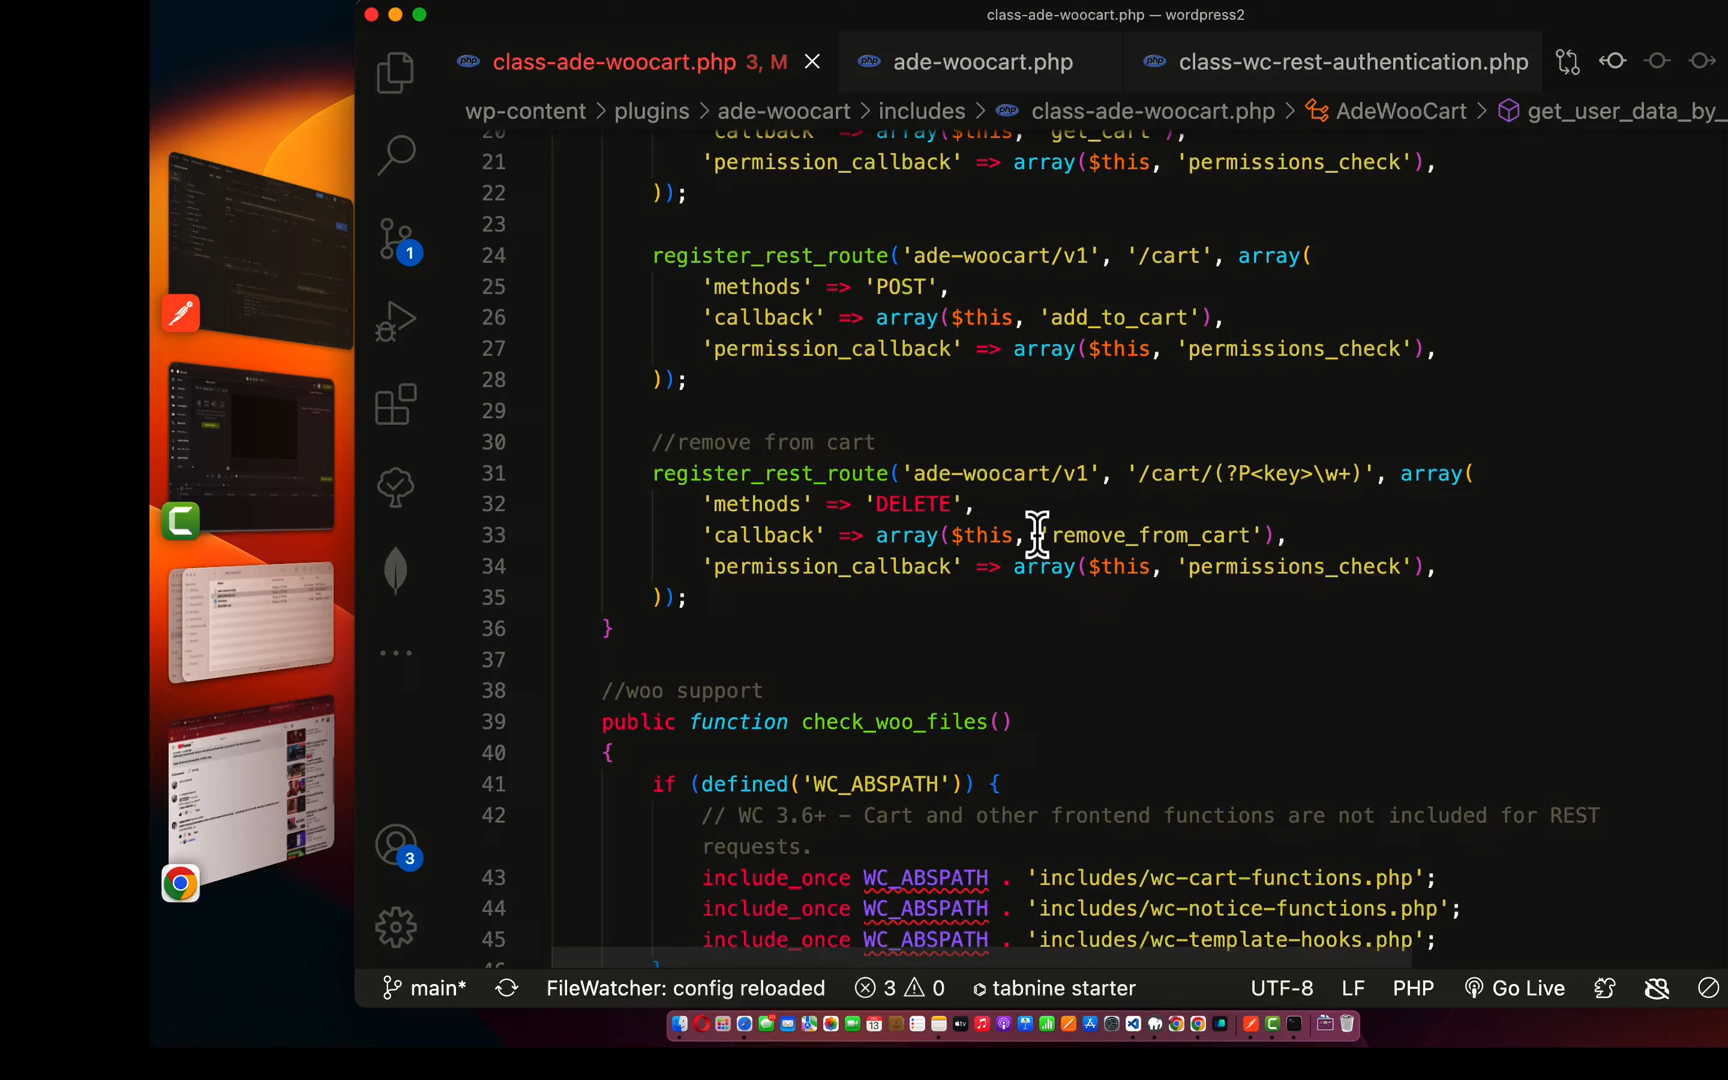 class-ade-woocart.php — wordpress2
class-ade-woocart.php 3, M
ade-woocart.php
class-wc-rest-authentication.php
wp-content > plugins > ade-woocart > includes > class-ade-woocart.php > AdeWooCart > get_user_data_by_
20 'callback' => array($this, 'get_cart'),
21 'permission_callback' => array($this, 'permissions_check'),
22 ));
23
24 register_rest_route('ade-woocart/v1', '/cart', array(
25 'methods' => 'POST',
26 'callback' => array($this, 'add_to_cart'),
27 'permission_callback' => array($this, 'permissions_check'),
28 ));
29
30 //remove from cart
31 register_rest_route('ade-woocart/v1', '/cart/(?P<key>\w+)', array(
32 'methods' => 'DELETE',
33 'callback' => array($this, 'remove_from_cart'),
34 'permission_callback' => array($this, 'permissions_check'),
35 ));
36 }
37
38 //woo support
39 public function check_woo_files()
40 {
41 if (defined('WC_ABSPATH')) {
42 // WC 3.6+ – Cart and other frontend functions are not included for REST
requests.
43 include_once WC_ABSPATH . 'includes/wc-cart-functions.php';
44 include_once WC_ABSPATH . 'includes/wc-notice-functions.php';
45 include_once WC_ABSPATH . 'includes/wc-template-hooks.php';
46 }
1
3
main* FileWatcher: config reloaded 3 0 tabnine starter UTF-8 LF PHP Go Live